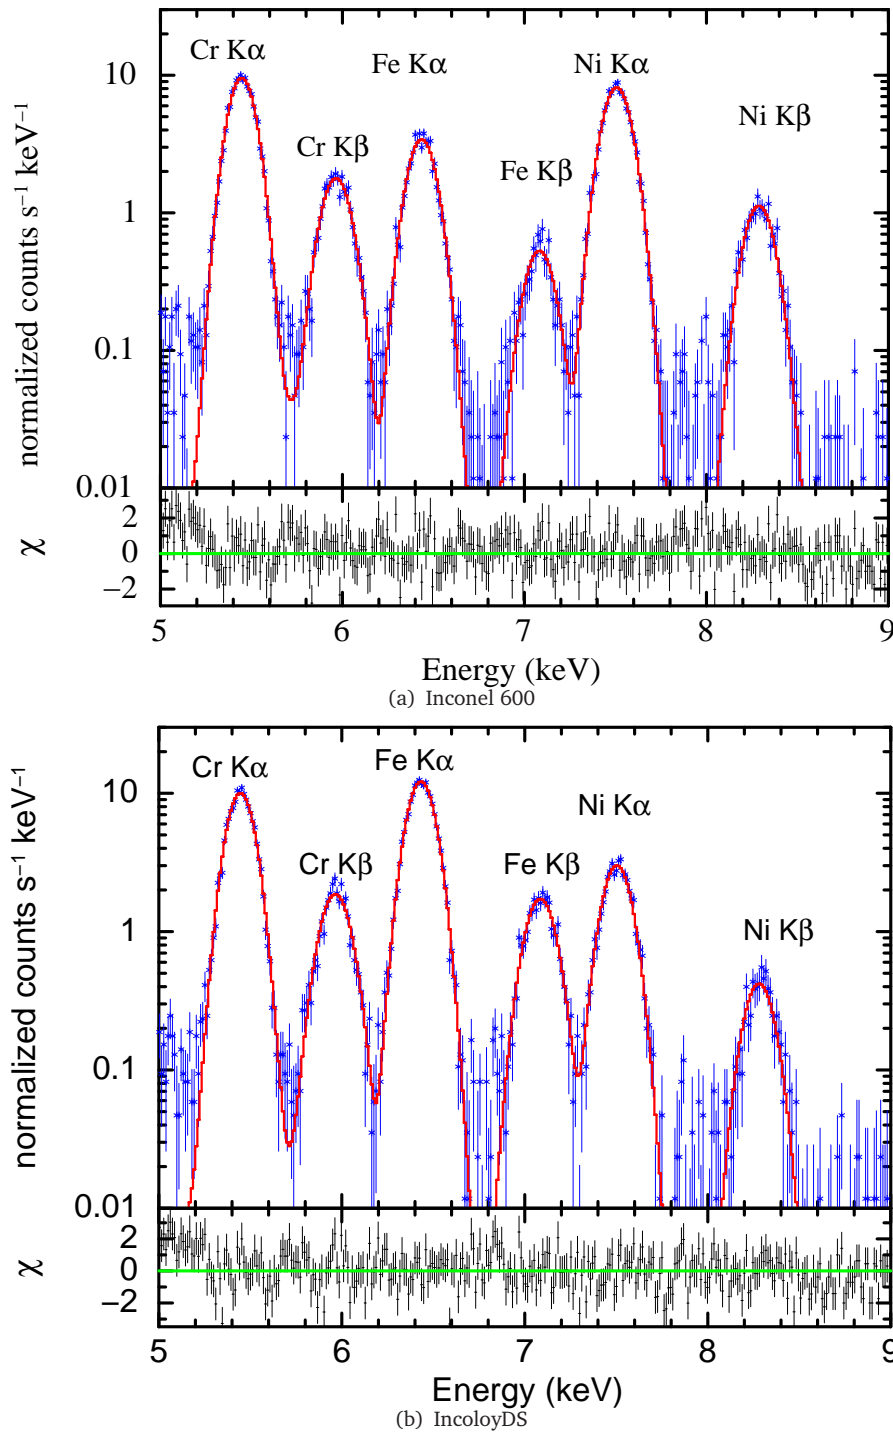 Cr Kα
Fe Kα
Ni Kα
Cr Kβ
Fe Kβ
Ni Kβ
normalized counts s⁻¹ keV⁻¹
10
1
0.1
0.01
χ
2
0
−2
5 6 7 8 9
Energy (keV)
(a) Inconel 600
Cr Kα
Fe Kα
Ni Kα
Cr Kβ
Fe Kβ
Ni Kβ
normalized counts s⁻¹ keV⁻¹
10
1
0.1
0.01
χ
2
0
−2
5 6 7 8 9
Energy (keV)
(b) IncoloyDS